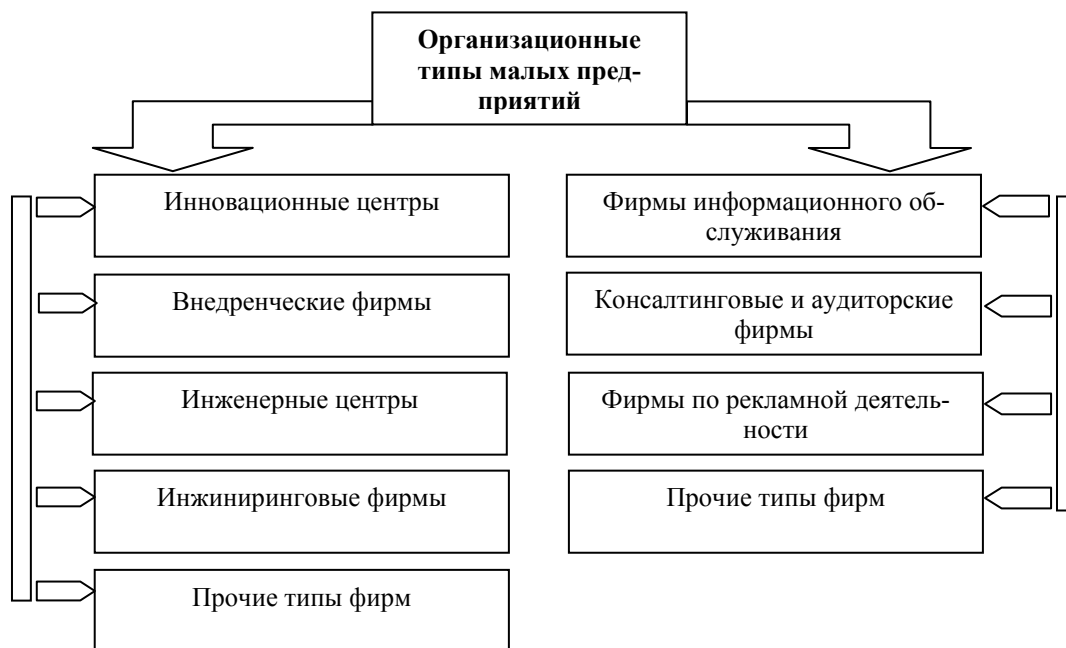 Организационные
типы малых пред-
приятий
Инновационные центры
Внедренческие фирмы
Инженерные центры
Инжиниринговые фирмы
Прочие типы фирм
Фирмы информационного об-
служивания
Консалтинговые и аудиторские
фирмы
Фирмы по рекламной деятель-
ности
Прочие типы фирм